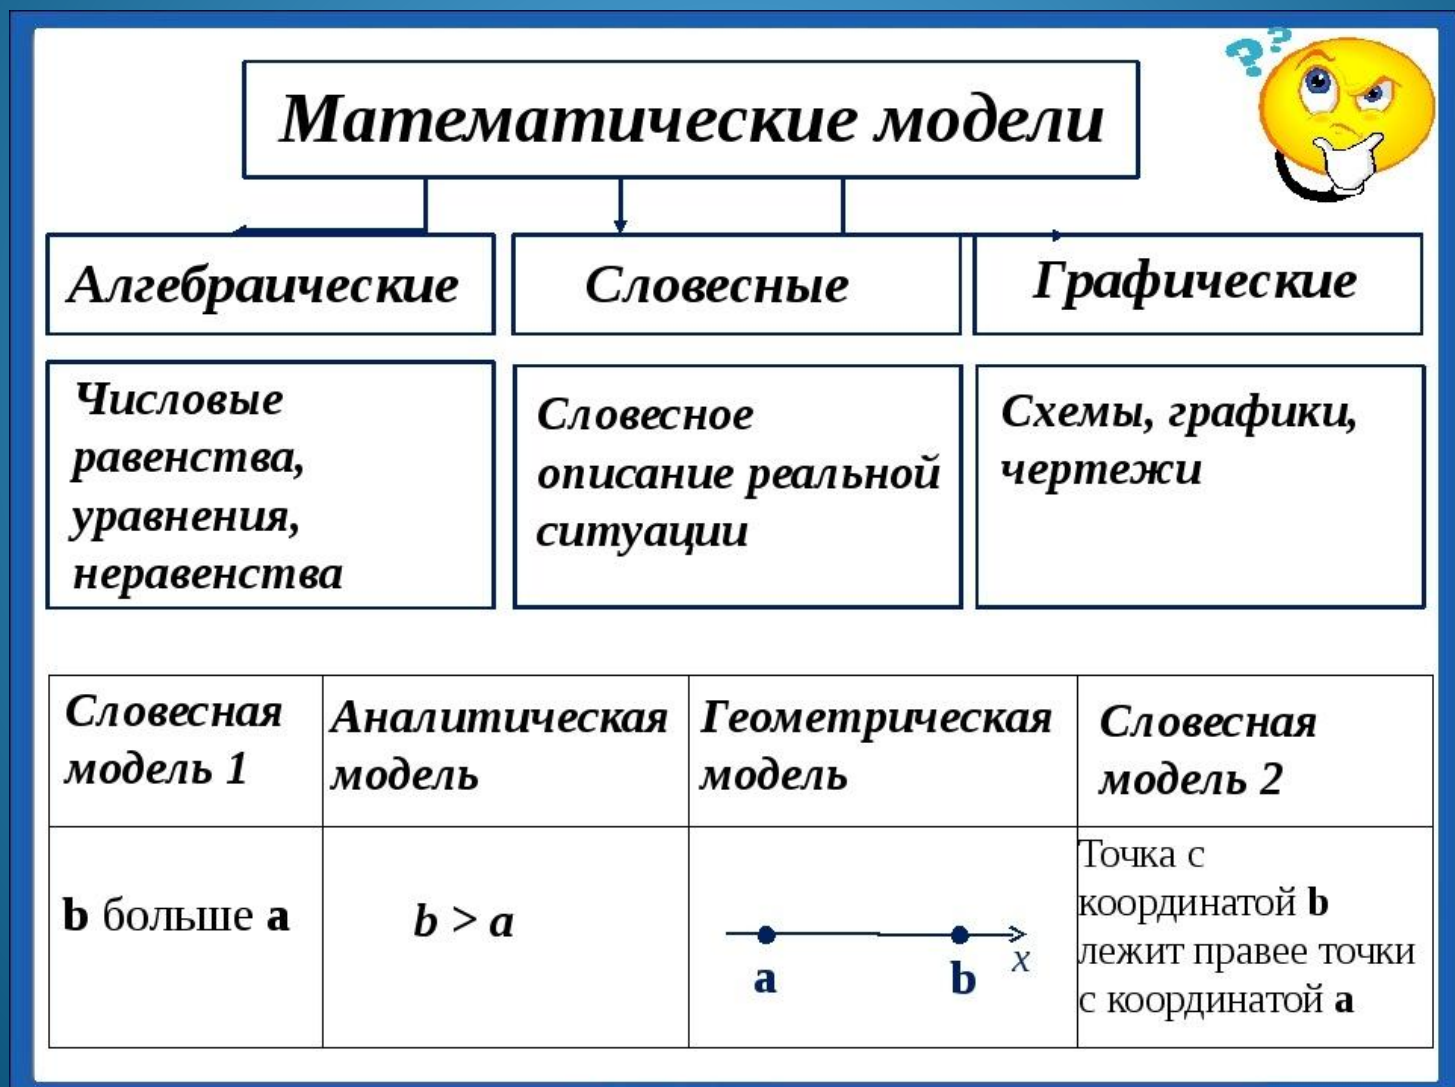 ? ?
Математические модели
Алгебраические
Словесные
Графические
Числовые
равенства,
уравнения,
неравенства
Словесное
описание реальной
ситуации
Схемы, графики,
чертежи
Словесная
модель 1
Аналитическая
модель
Геометрическая
модель
Словесная
модель 2
b больше a
b > a
a b x
Точка с
координатой b
лежит правее точки
с координатой a